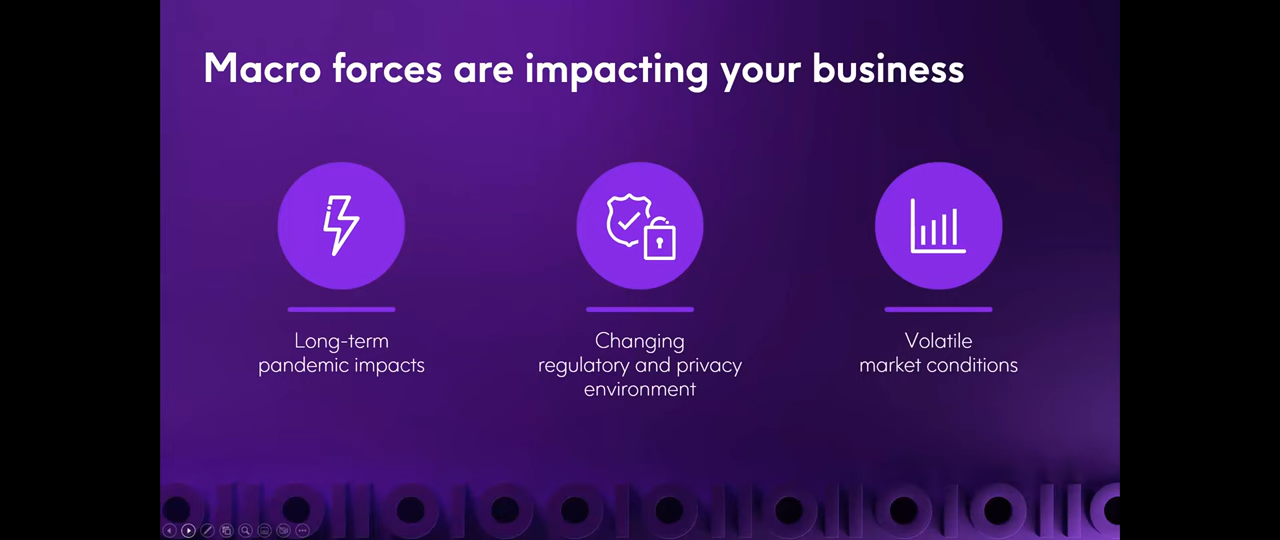 Macro forces are impacting your business
Long-term
pandemic impacts
Changing
regulatory and privacy
environment
Volatile
market conditions